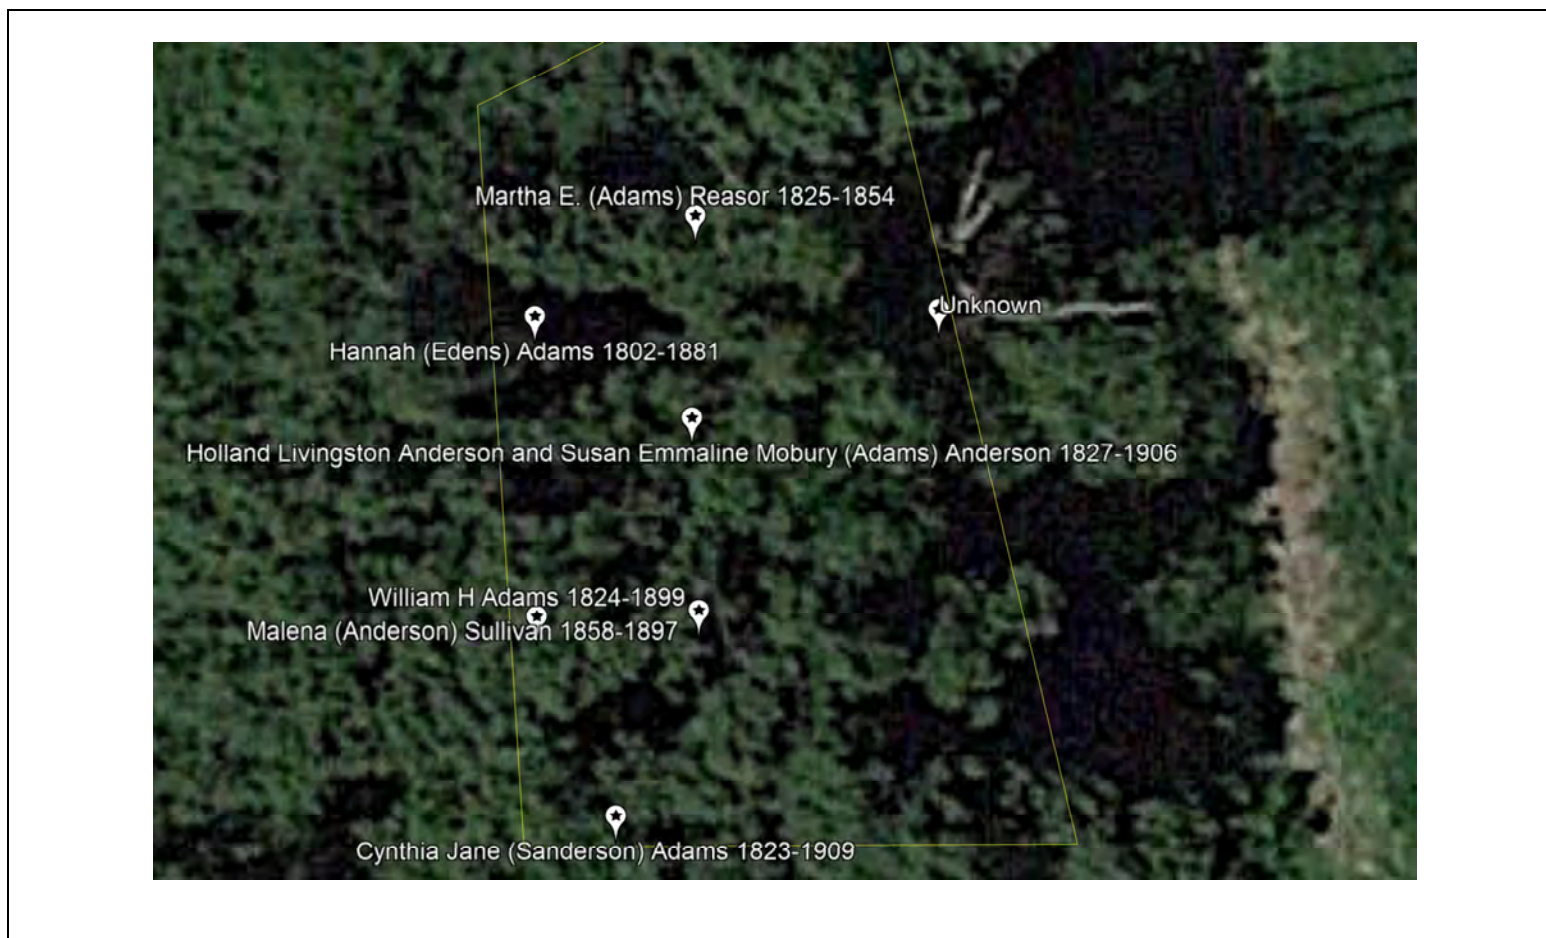 Martha E. (Adams) Reasor 1825-1854
Unknown
Hannah (Edens) Adams 1802-1881
Holland Livingston Anderson and Susan Emmaline Mobury (Adams) Anderson 1827-1906
William H Adams 1824-1899
Malena (Anderson) Sullivan 1858-1897
Cynthia Jane (Sanderson) Adams 1823-1909